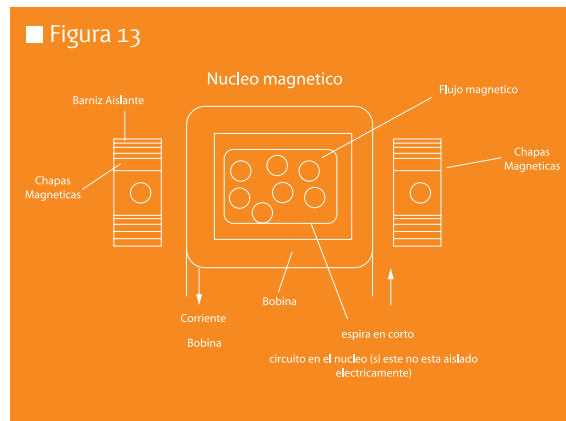 Figura 13
Nucleo magnetico
Barniz Aislante
Flujo magnetico
Chapas
Magneticas
Chapas
Magneticas
Bobina
Corriente
Bobina
espira en corto
circuito en el nucleo (si este no esta aislado
electricamente)